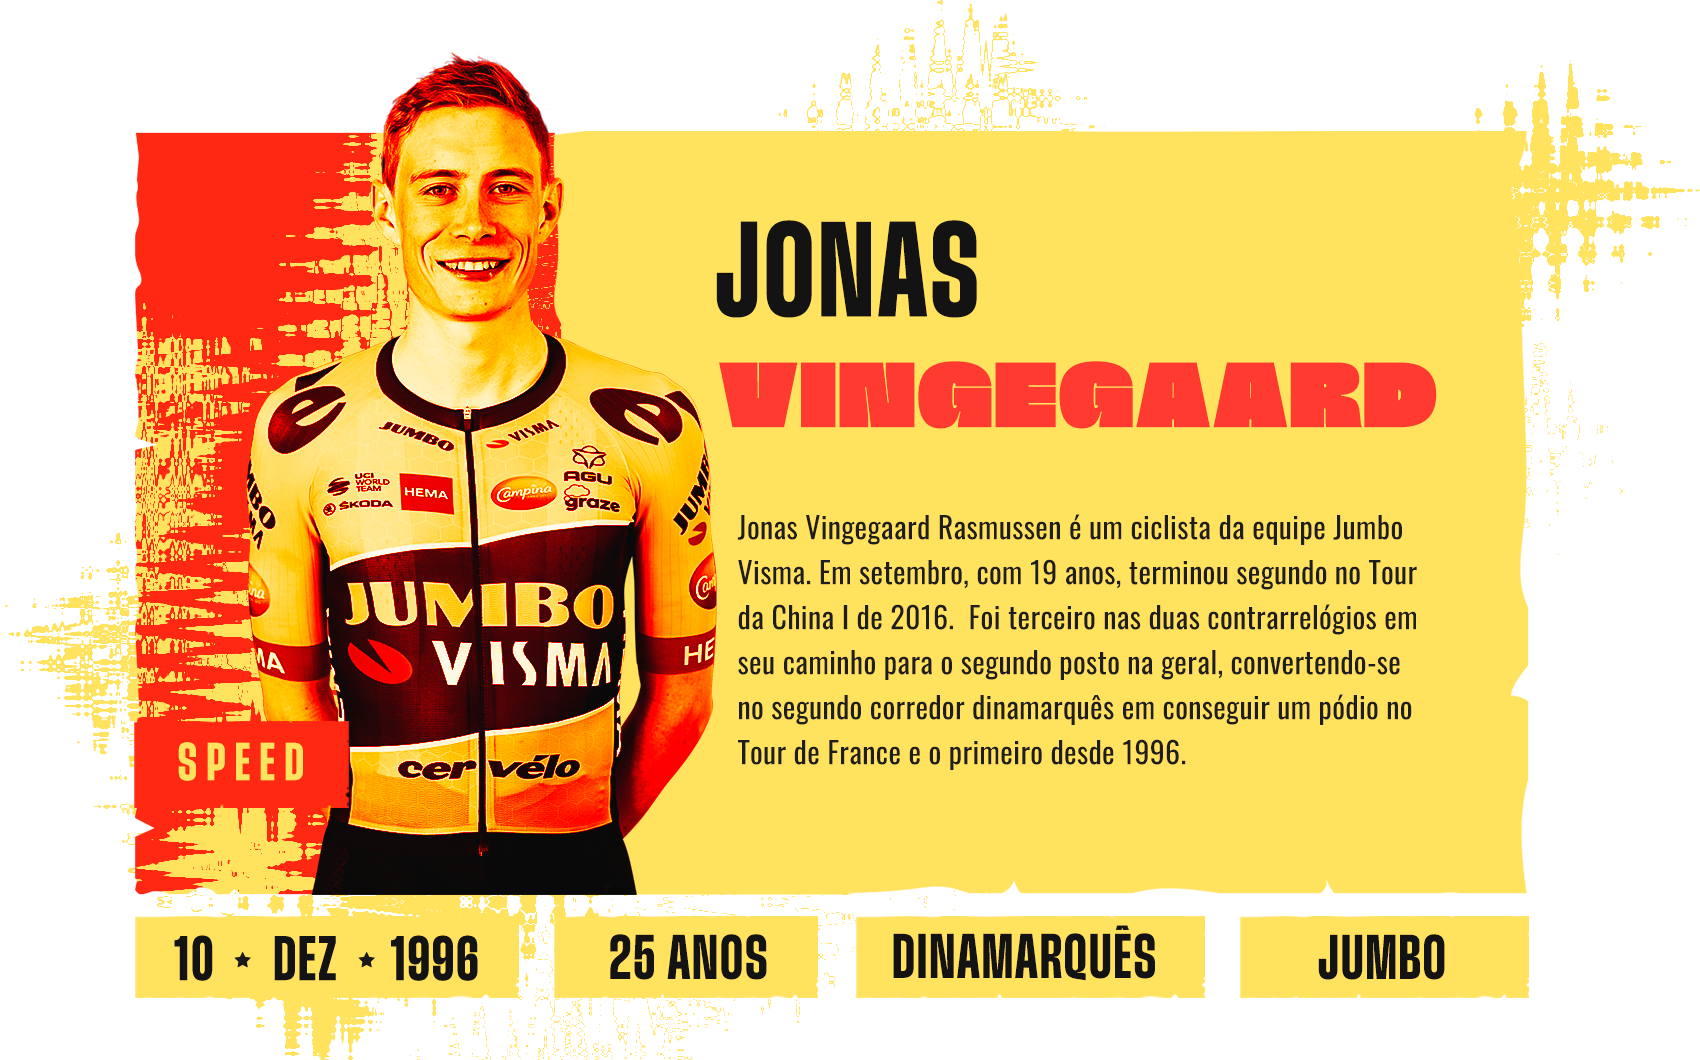 JONAS
VINGEGAARD
Jonas Vingegaard Rasmussen é um ciclista da equipe Jumbo
Visma. Em setembro, com 19 anos, terminou segundo no Tour
da China I de 2016.  Foi terceiro nas duas contrarrelógios em
seu caminho para o segundo posto na geral, convertendo-se
no segundo corredor dinamarquês em conseguir um pódio no
Tour de France e o primeiro desde 1996.
JUMBO
VISMA
UCI
WORLD
TEAM
ŠKODA
HEMA
Campina
AGU
graze
JUMBO
VISMA
cervélo
SPEED
10 ★ DEZ ★ 1996
25 ANOS
DINAMARQUÊS
JUMBO